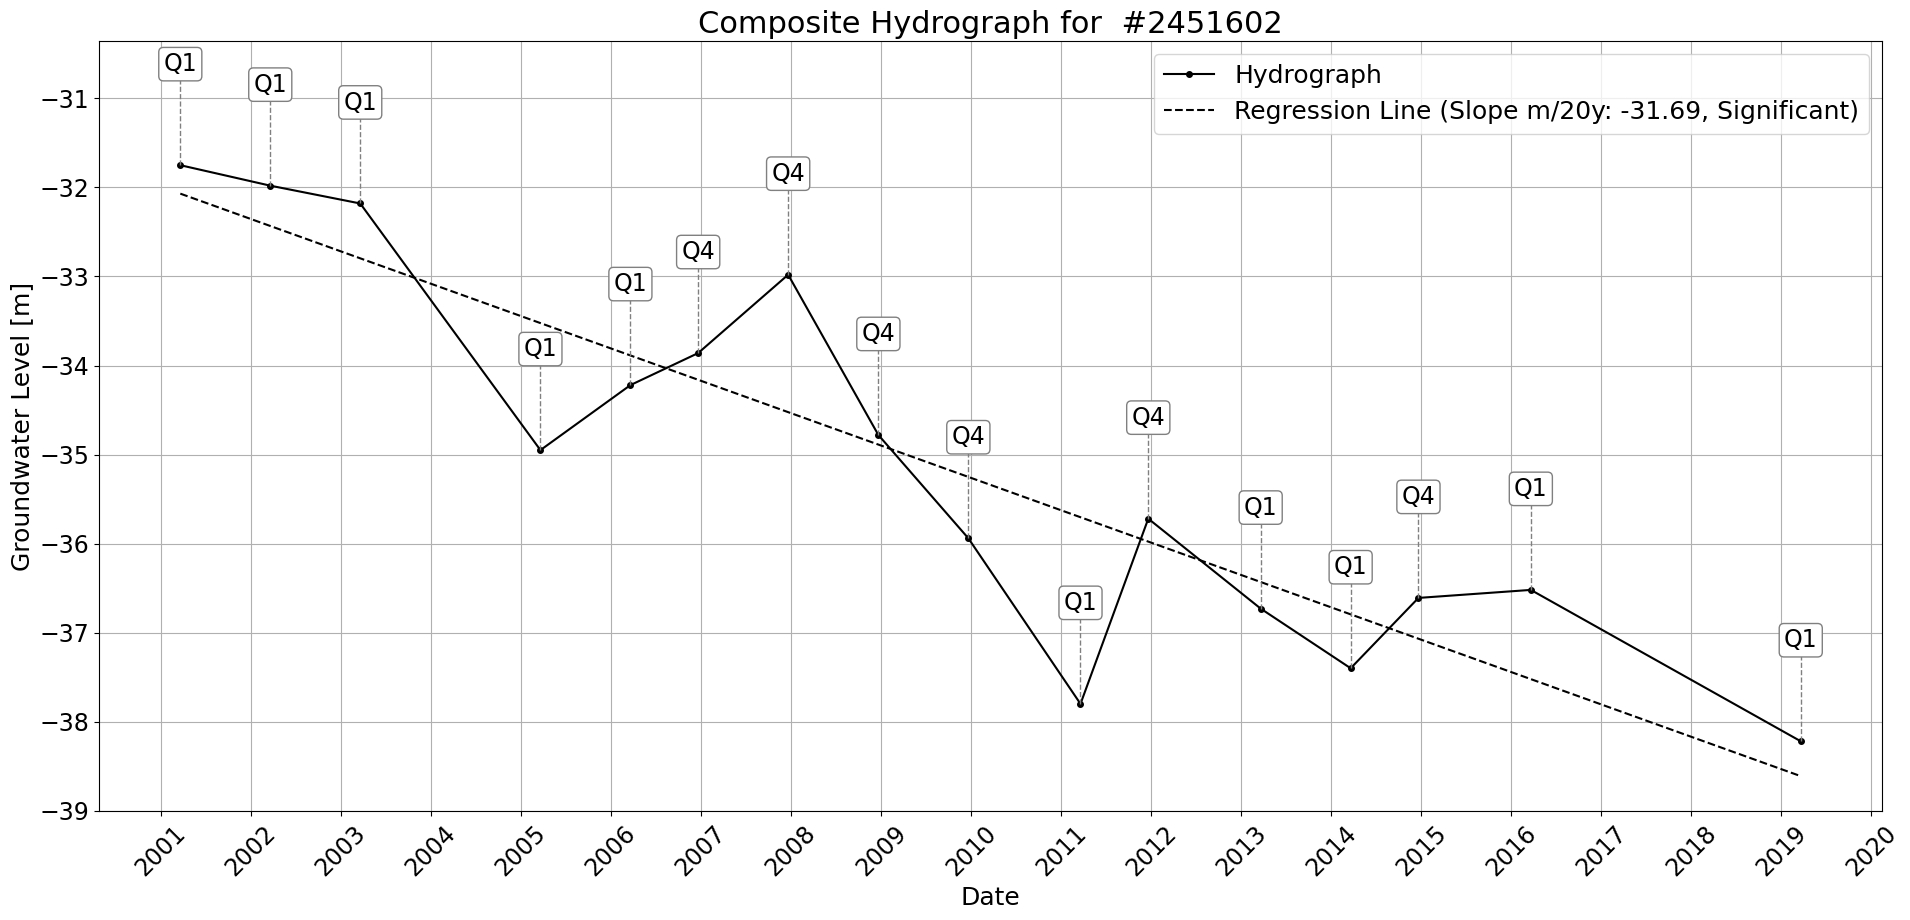 Composite Hydrograph for  #2451602
Hydrograph
Regression Line (Slope m/20y: -31.69, Significant)
Groundwater Level [m]
−31
−32
−33
−34
−35
−36
−37
−38
−39
Q1
Q1
Q1
Q1
Q1
Q4
Q4
Q4
Q4
Q1
Q4
Q1
Q1
Q4
Q1
Q1
2001
2002
2003
2004
2005
2006
2007
2008
2009
2010
2011
2012
2013
2014
2015
2016
2017
2018
2019
2020
Date